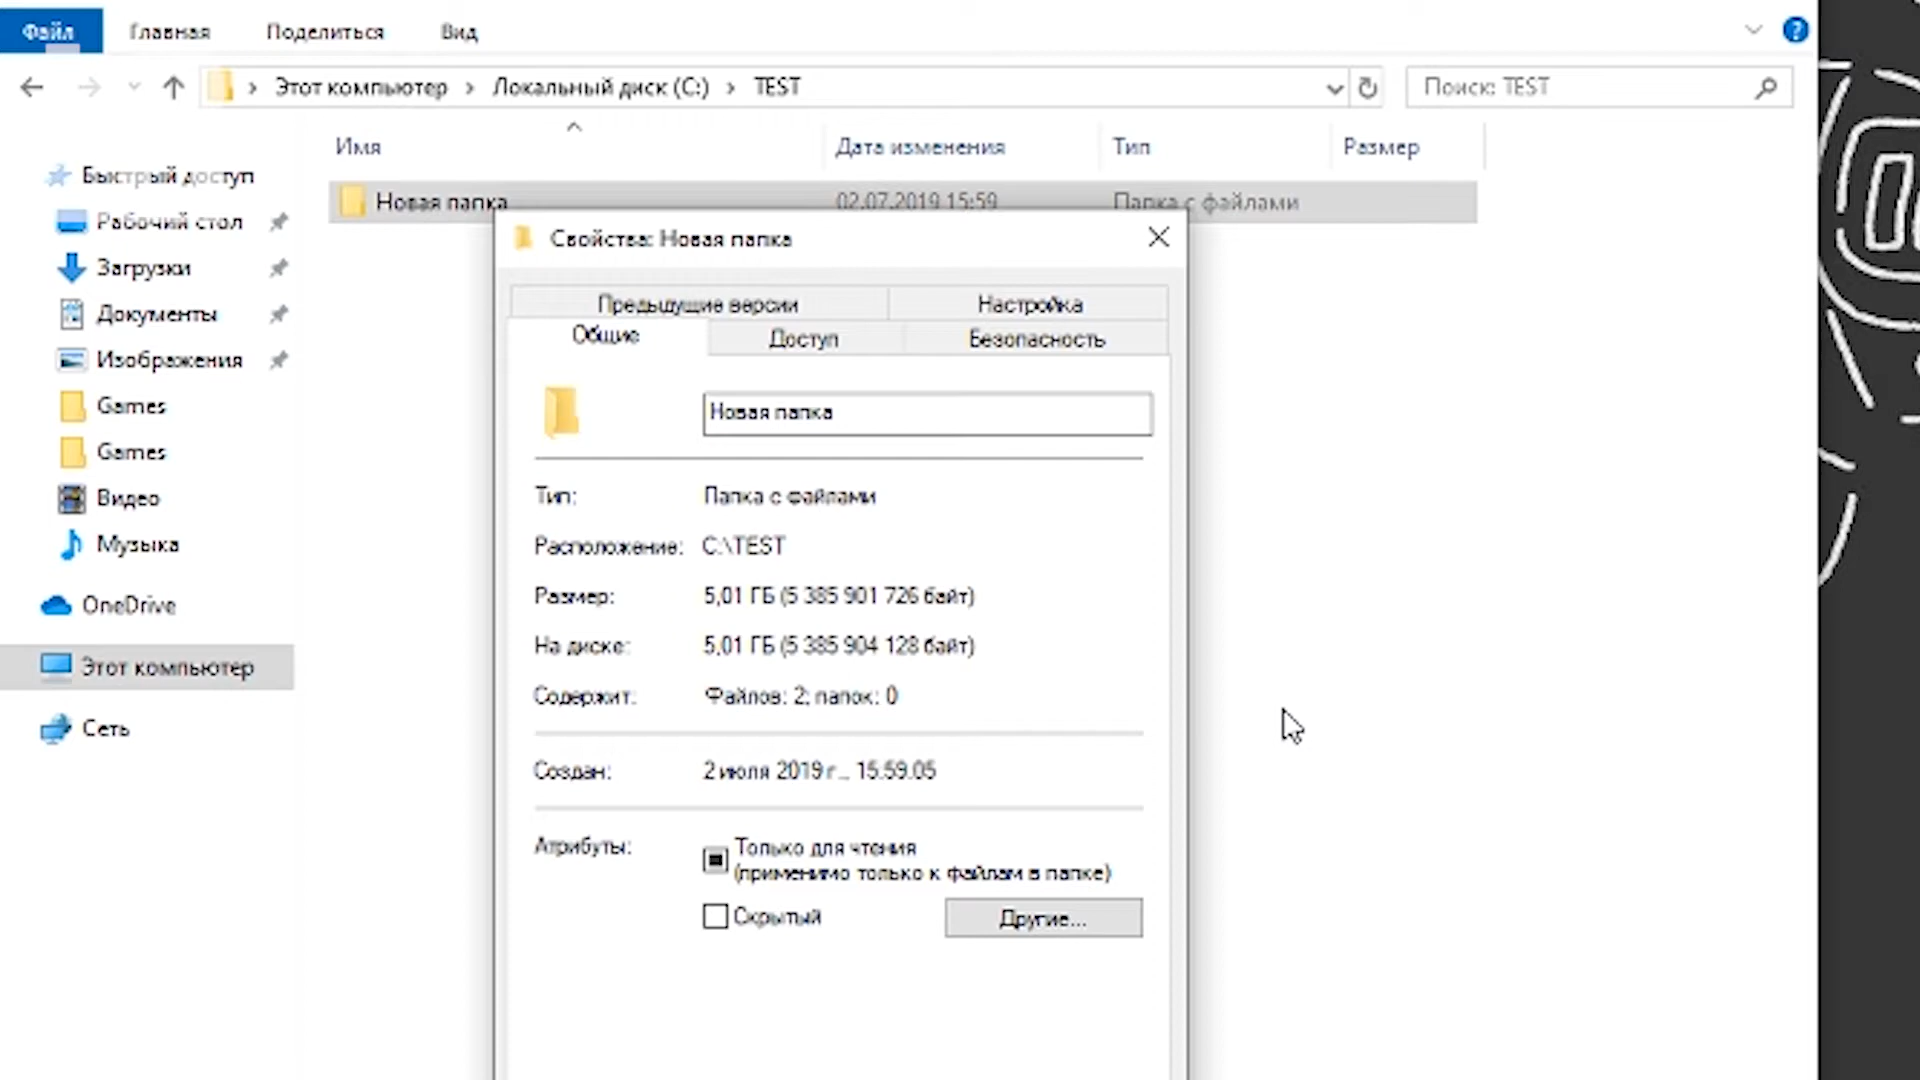 Файл Главная Поделиться Вид
Этот компьютер Локальный диск (C:) TEST Поиск: TEST
Имя Дата изменения Тип Размер
Новая папка 02.07.2019 15:59 Папка с файлами
Быстрый доступ
Рабочий стол
Загрузки
Документы
Изображения
Games
Games
Видео
Музыка
OneDrive
Этот компьютер
Сеть
Свойства: Новая папка
Предыдущие версии Настройка
Общие Доступ Безопасность
Новая папка
Тип: Папка с файлами
Расположение: C:\TEST
Размер: 5,01 ГБ (5 385 901 726 байт)
На диске: 5,01 ГБ (5 385 904 128 байт)
Содержит: Файлов: 2; папок: 0
Создан: 2 июля 2019 г., 15:59:05
Атрибуты: Только для чтения
(применимо только к файлам в папке)
Скрытый Другие...